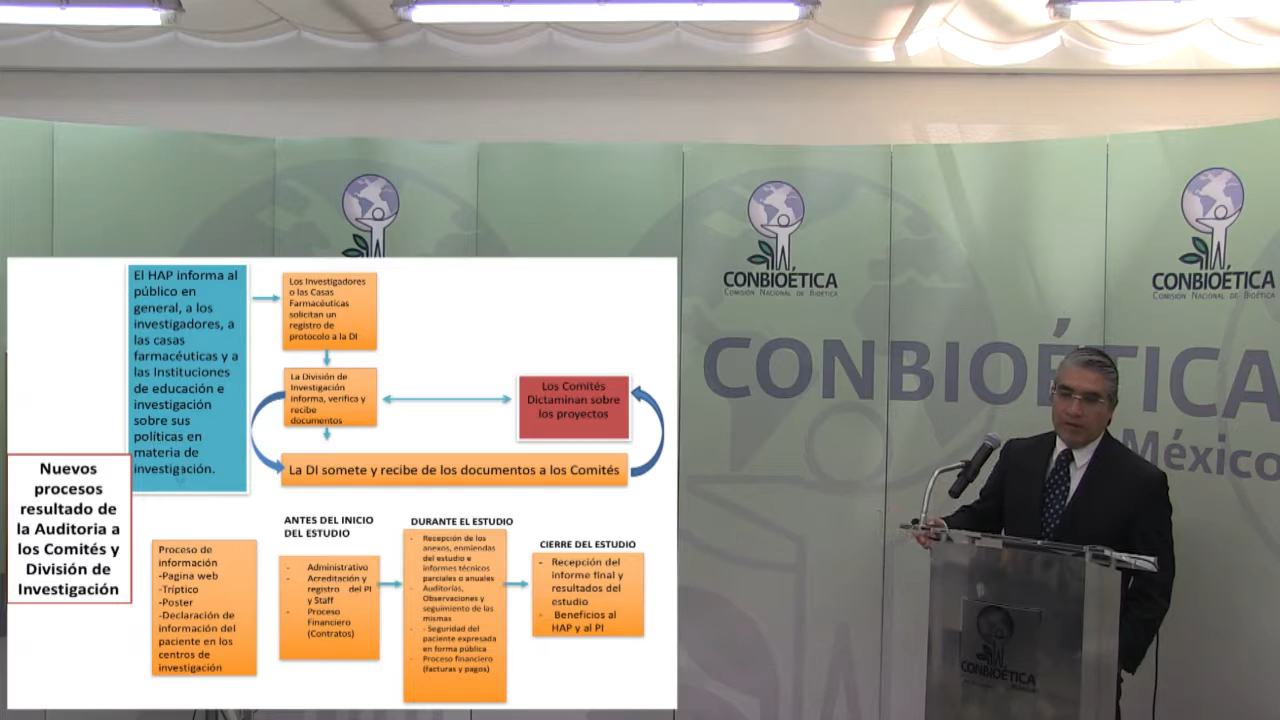 El HAP informa al
público en
general, a los
investigadores, a
las casas
farmacéuticas y a
las Instituciones
de educación e
investigación
sobre sus
políticas en
materia de
investigación.
Los Investigadores
o las Casas
Farmacéuticas
solicitan un
registro de
protocolo a la DI
La División de
Investigación
informa, verifica y
recibe
documentos
Los Comités
Dictaminan sobre
los proyectos
La DI somete y recibe de los documentos a los Comités
Nuevos
procesos
resultado de
la Auditoria a
los Comités y
División de
Investigación
Proceso de
información
-Pagina web
-Tríptico
-Poster
-Declaración de
información del
paciente en los
centros de
investigación
ANTES DEL INICIO
DEL ESTUDIO
- Administrativo
- Acreditación y
registro del PI
y Staff
- Proceso
Financiero
(Contratos)
DURANTE EL ESTUDIO
- Recepción de los
anexos, enmiendas
del estudio e
informes técnicos
parciales o anuales
- Auditorías,
Observaciones y
seguimiento de las
mismas
- - Seguridad del
paciente expresada
en forma pública
- Proceso financiero
(facturas y pagos)
CIERRE DEL ESTUDIO
- Recepción del
informe final y
resultados del
estudio
- Beneficios al
HAP y al PI
CONBIOÉTICA
COMISIÓN NACIONAL DE BIOÉTICA
CONBIOÉTICA
COMISIÓN NACIONAL DE BIOÉTICA
CONBIOÉTICA
México
CONBIOÉTICA